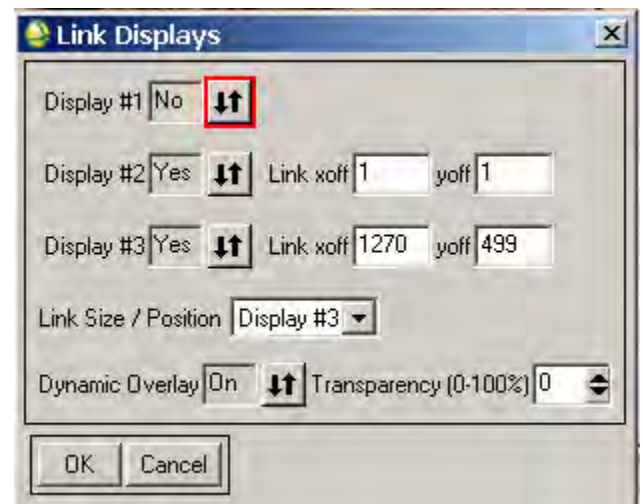 Link Displays
Display #1 No
Display #2 Yes Link xoff 1 yoff 1
Display #3 Yes Link xoff 1270 yoff 499
Link Size / Position Display #3
Dynamic Overlay On Transparency (0-100%) 0
OK Cancel